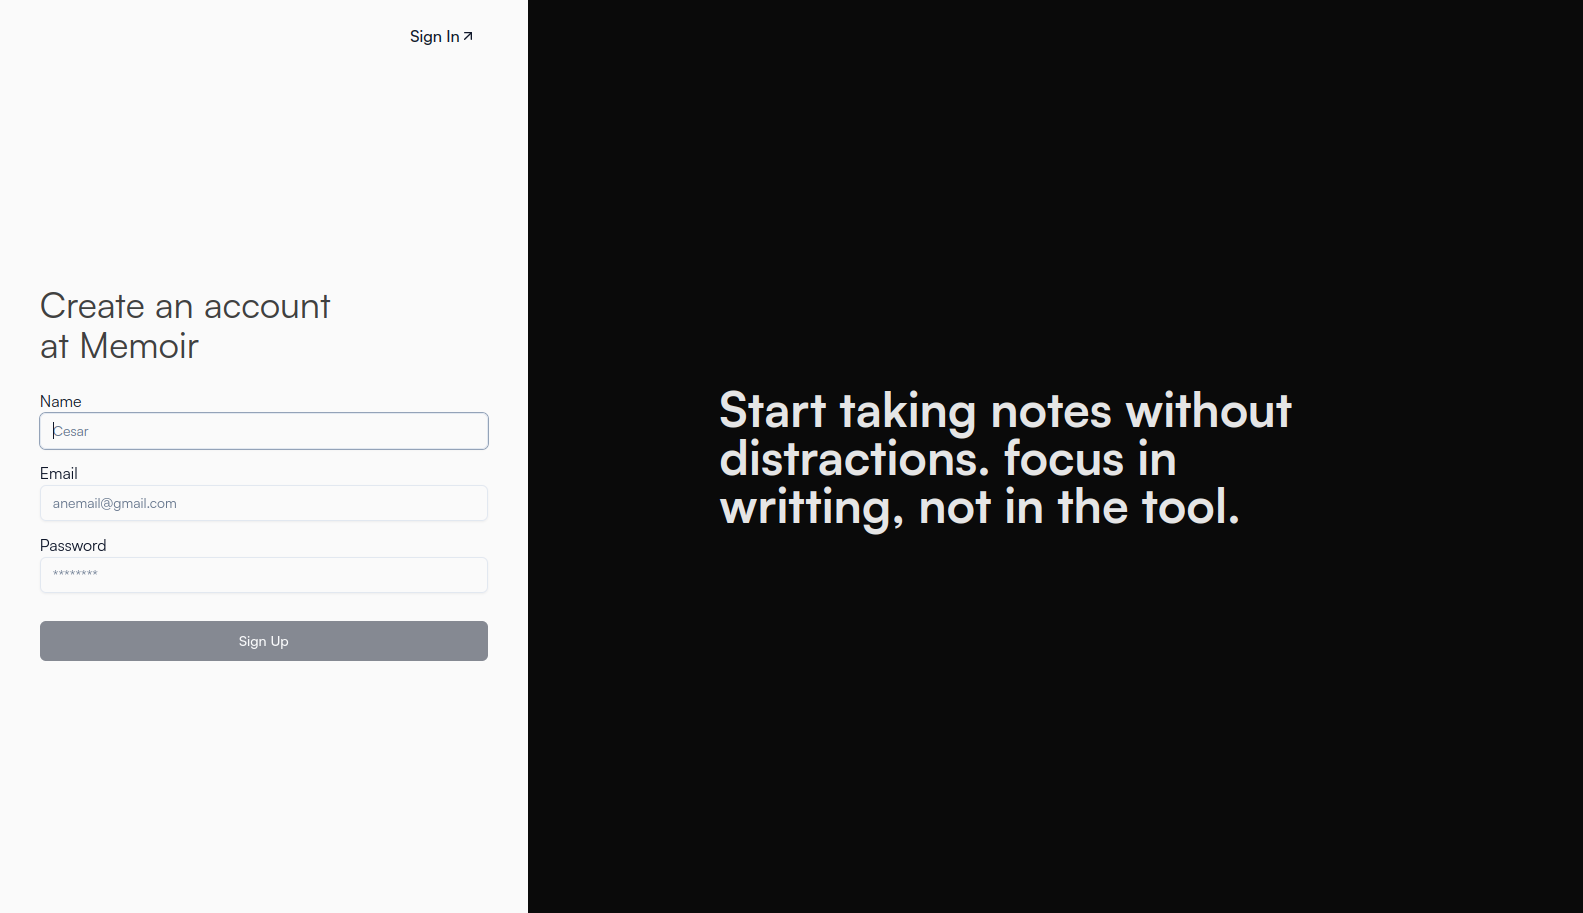 Sign In
Create an account
at Memoir
Name
Cesar
Email
anemail@gmail.com
Password
********
Sign Up
Start taking notes without
distractions. focus in
writting, not in the tool.